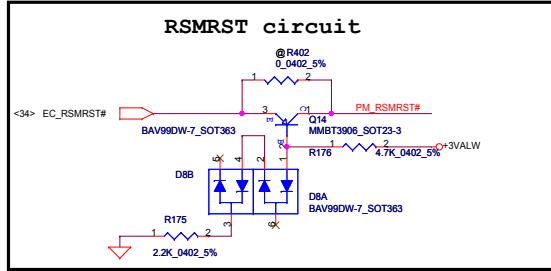 RSMRST circuit
@R402
0_0402_5%
1 2
<34> EC_RSMRST#
3 1
E C
PM_RSMRST#
BAV99DW-7_SOT363
Q14
MMBT3906_SOT23-3
B
2
R176
1 2
+3VALW
4.7K_0402_5%
5 4 2 1
D8B
D8A
BAV99DW-7_SOT363
3 6
R175
1 2
2.2K_0402_5%